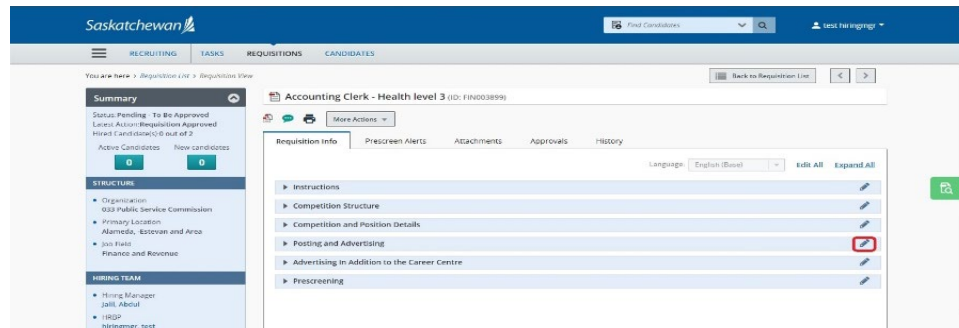 Saskatchewan
Find Candidates
test hiringmgr
RECRUITING TASKS REQUISITIONS CANDIDATES
You are here > Requisition List > Requisition View
Back to Requisition List < >
Summary
Accounting Clerk - Health level 3 (ID: FIN003899)
Status:Pending - To Be Approved
Latest Action:Requisition Approved
Hired Candidate(s):0 out of 2
More Actions
Active Candidates New candidates
0 0
Requisition Info Prescreen Alerts Attachments Approvals History
Language: English (Base) Edit All Expand All
STRUCTURE
Organization
033 Public Service Commission
Primary Location
Alameda, -Estevan and Area
Job Field
Finance and Revenue
Instructions
Competition Structure
Competition and Position Details
Posting and Advertising
Advertising In Addition to the Career Centre
Prescreening
HIRING TEAM
Hiring Manager
Jalil, Abdul
HRBP
hiringmgr, test